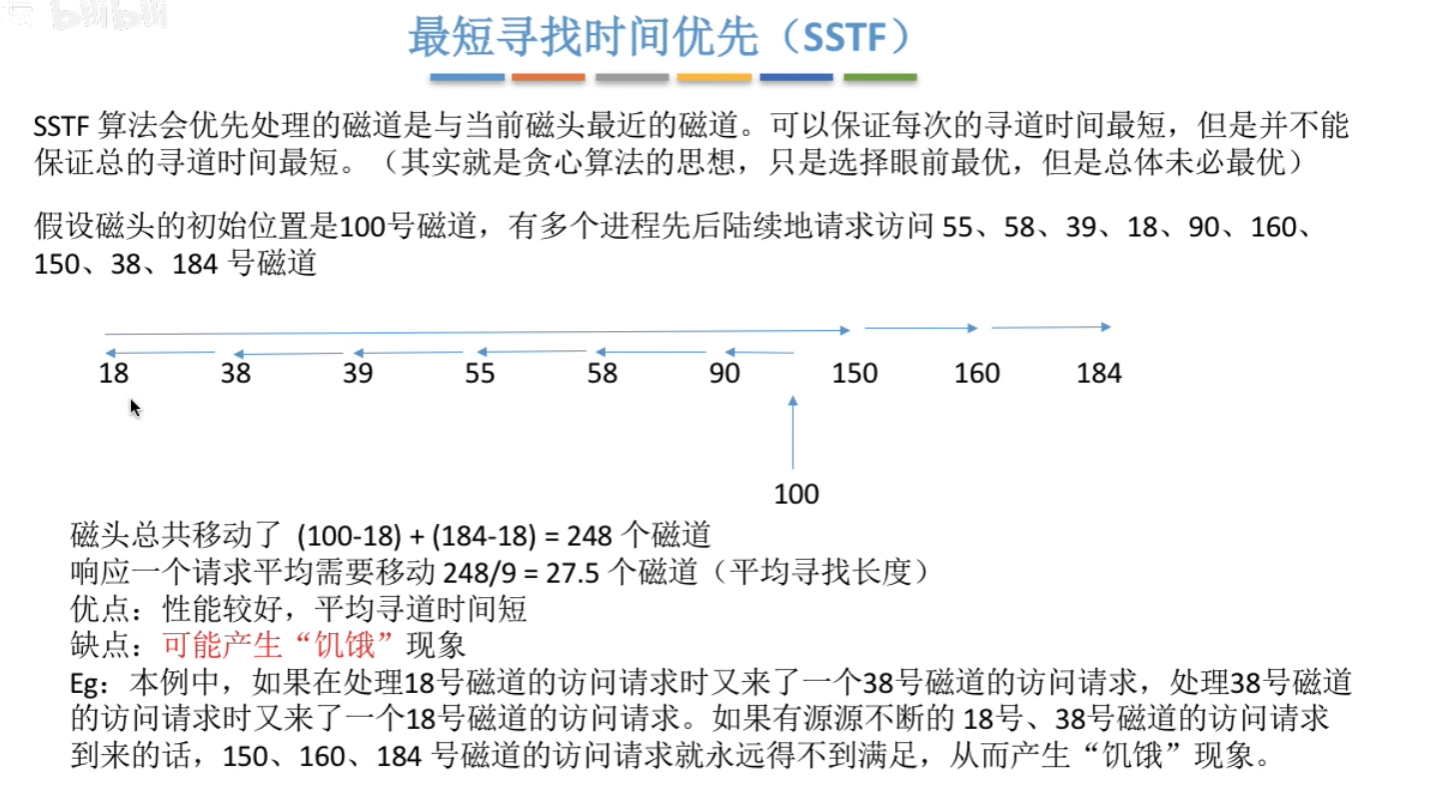 最短寻找时间优先（SSTF）
SSTF 算法会优先处理的磁道是与当前磁头最近的磁道。可以保证每次的寻道时间最短，但是并不能
保证总的寻道时间最短。（其实就是贪心算法的思想，只是选择眼前最优，但是总体未必最优）
假设磁头的初始位置是100号磁道，有多个进程先后陆续地请求访问 55、58、39、18、90、160、
150、38、184 号磁道
18 38 39 55 58 90 150 160 184
100
磁头总共移动了 (100-18) + (184-18) = 248 个磁道
响应一个请求平均需要移动 248/9 = 27.5 个磁道（平均寻找长度）
优点：性能较好，平均寻道时间短
缺点：可能产生“饥饿”现象
Eg：本例中，如果在处理18号磁道的访问请求时又来了一个38号磁道的访问请求，处理38号磁道
的访问请求时又来了一个18号磁道的访问请求。如果有源源不断的 18号、38号磁道的访问请求
到来的话，150、160、184 号磁道的访问请求就永远得不到满足，从而产生“饥饿”现象。